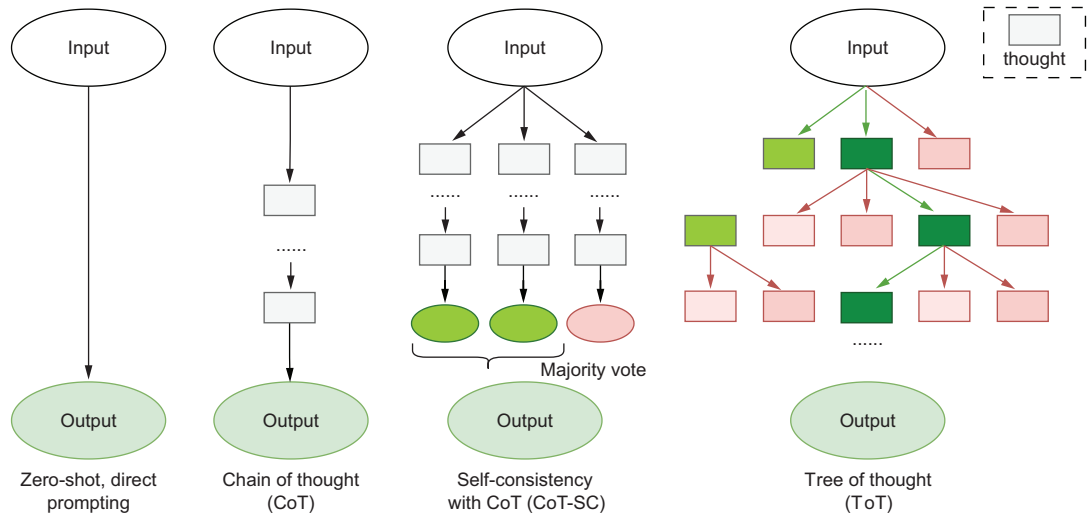 Input
Input
Input
Input
thought
......
......
......
......
......
Majority vote
Output
Output
Output
Output
Zero-shot, direct
prompting
Chain of thought
(CoT)
Self-consistency
with CoT (CoT-SC)
Tree of thought
(ToT)